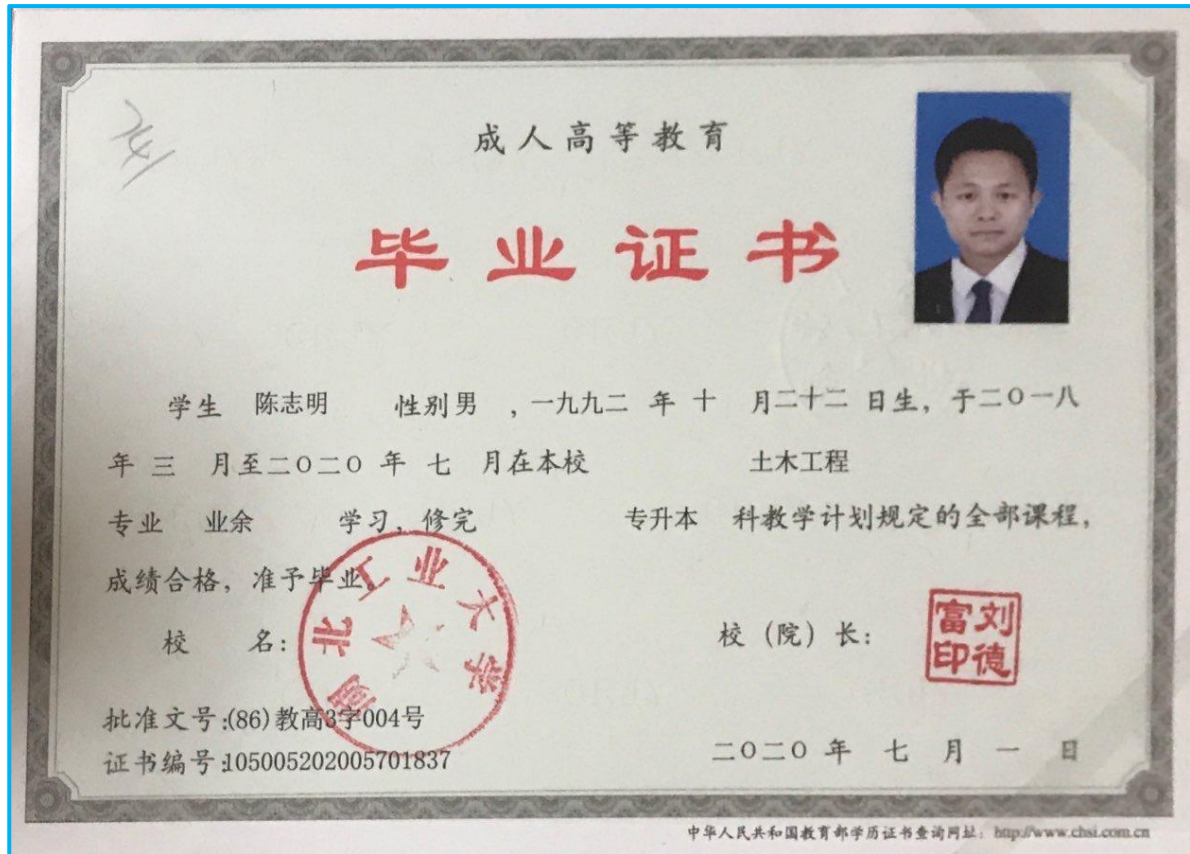 成人高等教育
毕业证书
学生 陈志明 性别男 ，一九九二 年 十 月二十二 日生，于二〇一八
年 三 月至二〇二〇 年 七 月在本校 土木工程
专业 业余 学习，修完 专升本 科教学计划规定的全部课程，
成绩合格，准予毕业。
校 名： 校（院）长：
湖北工业大学
刘德富印
批准文号:(86)教高3字004号
证书编号:105005202005701837
二〇二〇 年 七 月 一 日
中华人民共和国教育部学历证书查询网址：http://www.chsi.com.cn